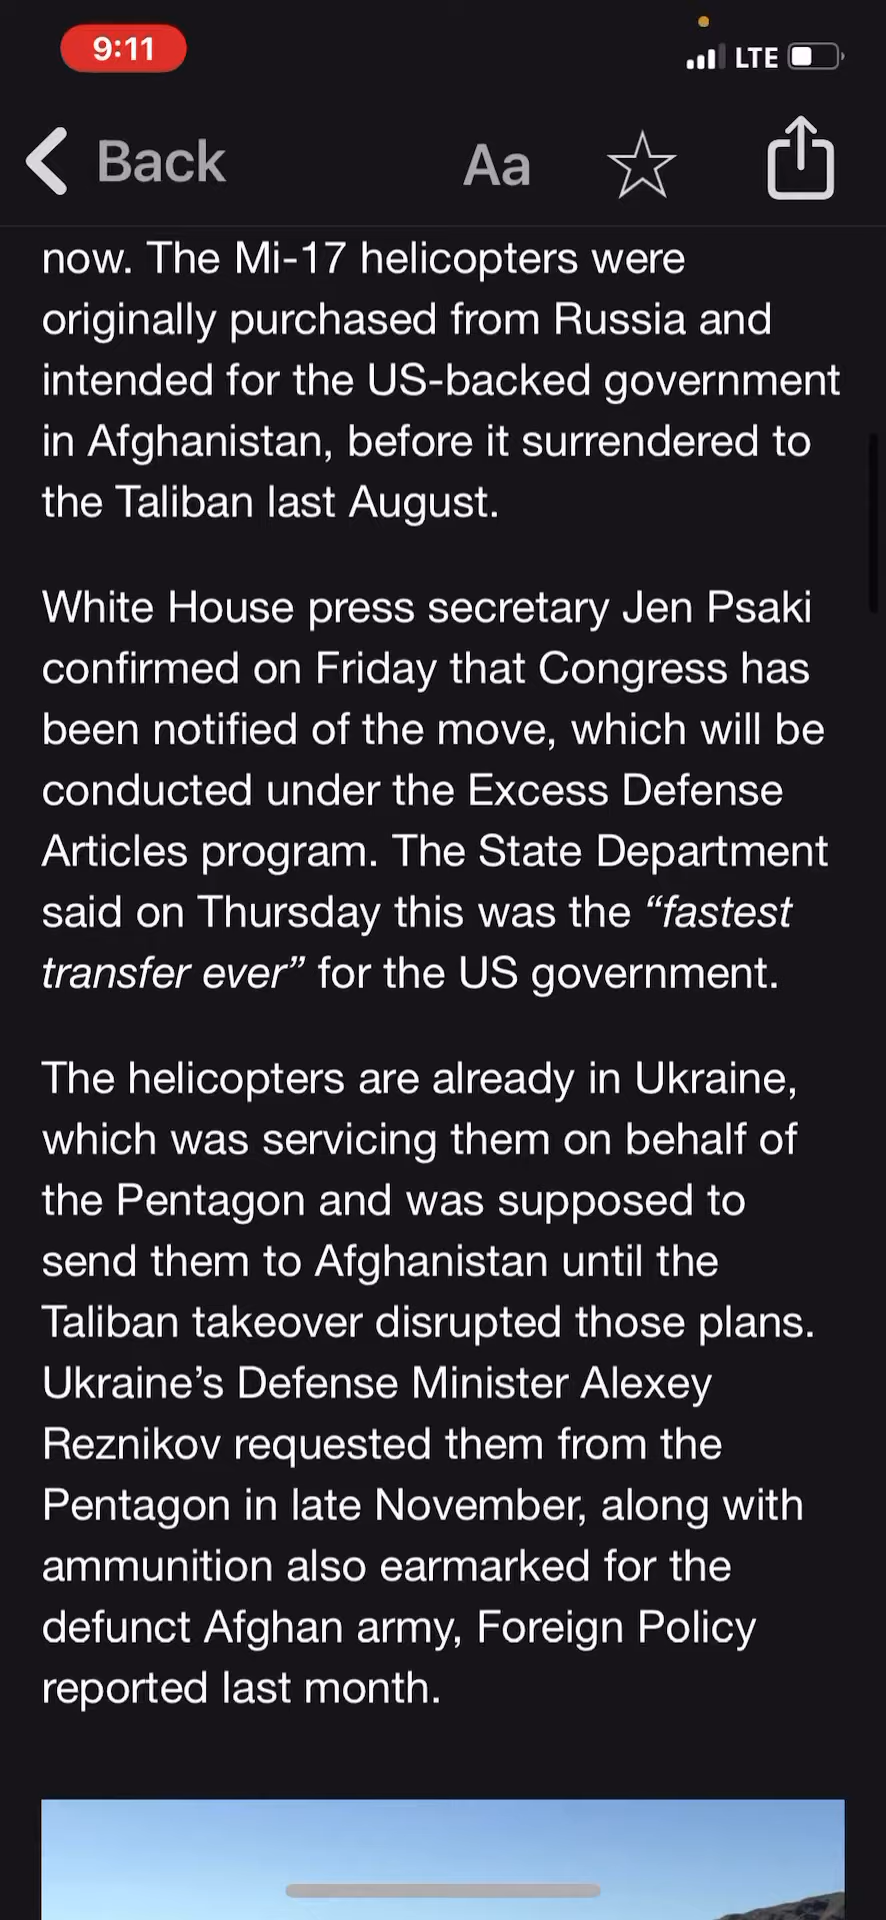 9:11
LTE
Back
Aa
now. The Mi-17 helicopters were
originally purchased from Russia and
intended for the US-backed government
in Afghanistan, before it surrendered to
the Taliban last August.
White House press secretary Jen Psaki
confirmed on Friday that Congress has
been notified of the move, which will be
conducted under the Excess Defense
Articles program. The State Department
said on Thursday this was the “fastest
transfer ever” for the US government.
The helicopters are already in Ukraine,
which was servicing them on behalf of
the Pentagon and was supposed to
send them to Afghanistan until the
Taliban takeover disrupted those plans.
Ukraine’s Defense Minister Alexey
Reznikov requested them from the
Pentagon in late November, along with
ammunition also earmarked for the
defunct Afghan army, Foreign Policy
reported last month.